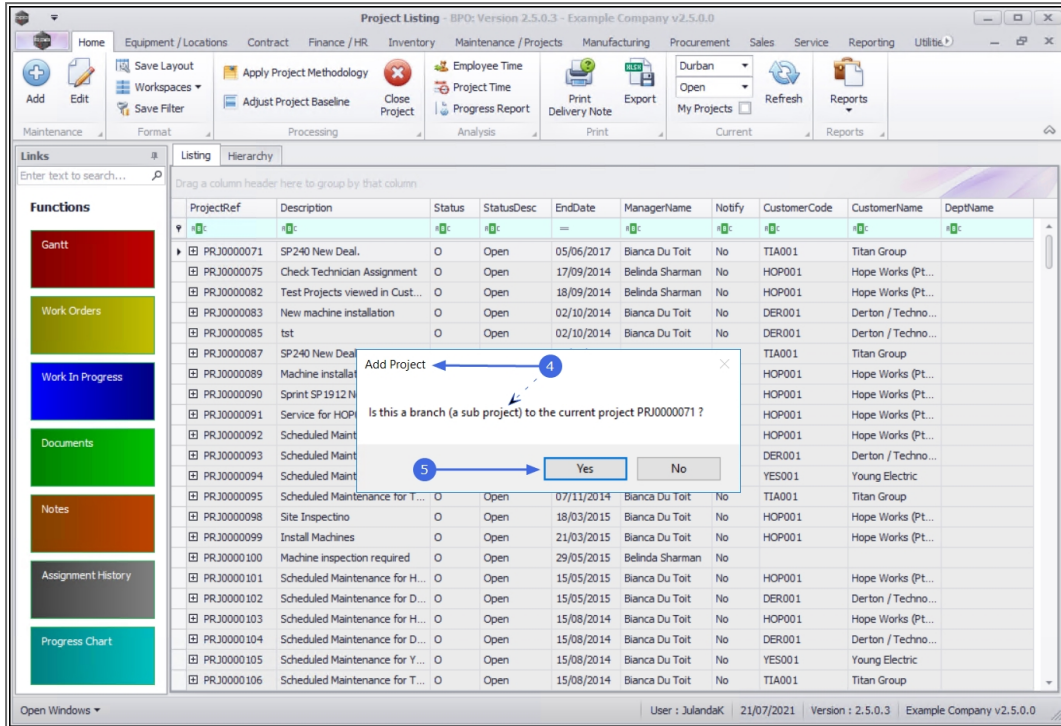 Project Listing - BPO: Version 2.5.0.3 - Example Company v2.5.0.0
Home Equipment / Locations Contract Finance / HR Inventory Maintenance / Projects Manufacturing Procurement Sales Service Reporting Utilitie
Add Edit Save Layout Workspaces Save Filter
Apply Project Methodology Adjust Project Baseline Close Project
Employee Time Project Time Progress Report
Print Delivery Note Export
Durban Open My Projects Refresh
Reports
Maintenance Format Processing Analysis Print Current Reports
Links
Enter text to search...
Functions
Gantt
Work Orders
Work In Progress
Documents
Notes
Assignment History
Progress Chart
Listing Hierarchy
Drag a column header here to group by that column
ProjectRef Description Status StatusDesc EndDate ManagerName Notify CustomerCode CustomerName DeptName
PRJ0000071 SP240 New Deal. O Open 05/06/2017 Bianca Du Toit No TIA001 Titan Group
PRJ0000075 Check Technician Assignment O Open 17/09/2014 Belinda Sharman No HOP001 Hope Works (Pt...
PRJ0000082 Test Projects viewed in Cust... O Open 18/09/2014 Belinda Sharman No HOP001 Hope Works (Pt...
PRJ0000083 New machine installation O Open 02/10/2014 Bianca Du Toit No DER001 Derton / Techno...
PRJ0000085 tst O Open 02/10/2014 Bianca Du Toit No DER001 Derton / Techno...
PRJ0000087 SP240 New Deal TIA001 Titan Group
PRJ0000089 Machine installat HOP001 Hope Works (Pt...
PRJ0000090 Sprint SP1912 N HOP001 Hope Works (Pt...
PRJ0000091 Service for HOP HOP001 Hope Works (Pt...
PRJ0000092 Scheduled Maint HOP001 Hope Works (Pt...
PRJ0000093 Scheduled Maint DER001 Derton / Techno...
PRJ0000094 Scheduled Maint YES001 Young Electric
PRJ0000095 Scheduled Maintenance for T... O Open 07/11/2014 Bianca Du Toit No TIA001 Titan Group
PRJ0000098 Site Inspectino O Open 18/03/2015 Bianca Du Toit No HOP001 Hope Works (Pt...
PRJ0000099 Install Machines O Open 21/03/2015 Bianca Du Toit No HOP001 Hope Works (Pt...
PRJ0000100 Machine inspection required O Open 29/05/2015 Belinda Sharman No
PRJ0000101 Scheduled Maintenance for H... O Open 15/05/2015 Bianca Du Toit No HOP001 Hope Works (Pt...
PRJ0000102 Scheduled Maintenance for D... O Open 15/05/2015 Bianca Du Toit No DER001 Derton / Techno...
PRJ0000103 Scheduled Maintenance for H... O Open 15/08/2014 Bianca Du Toit No HOP001 Hope Works (Pt...
PRJ0000104 Scheduled Maintenance for D... O Open 15/08/2014 Bianca Du Toit No DER001 Derton / Techno...
PRJ0000105 Scheduled Maintenance for Y... O Open 15/08/2014 Bianca Du Toit No YES001 Young Electric
PRJ0000106 Scheduled Maintenance for T... O Open 15/08/2014 Bianca Du Toit No TIA001 Titan Group
Add Project 4
Is this a branch (a sub project) to the current project PRJ0000071 ?
5 Yes No
Open Windows User : JulandaK 21/07/2021 Version : 2.5.0.3 Example Company v2.5.0.0